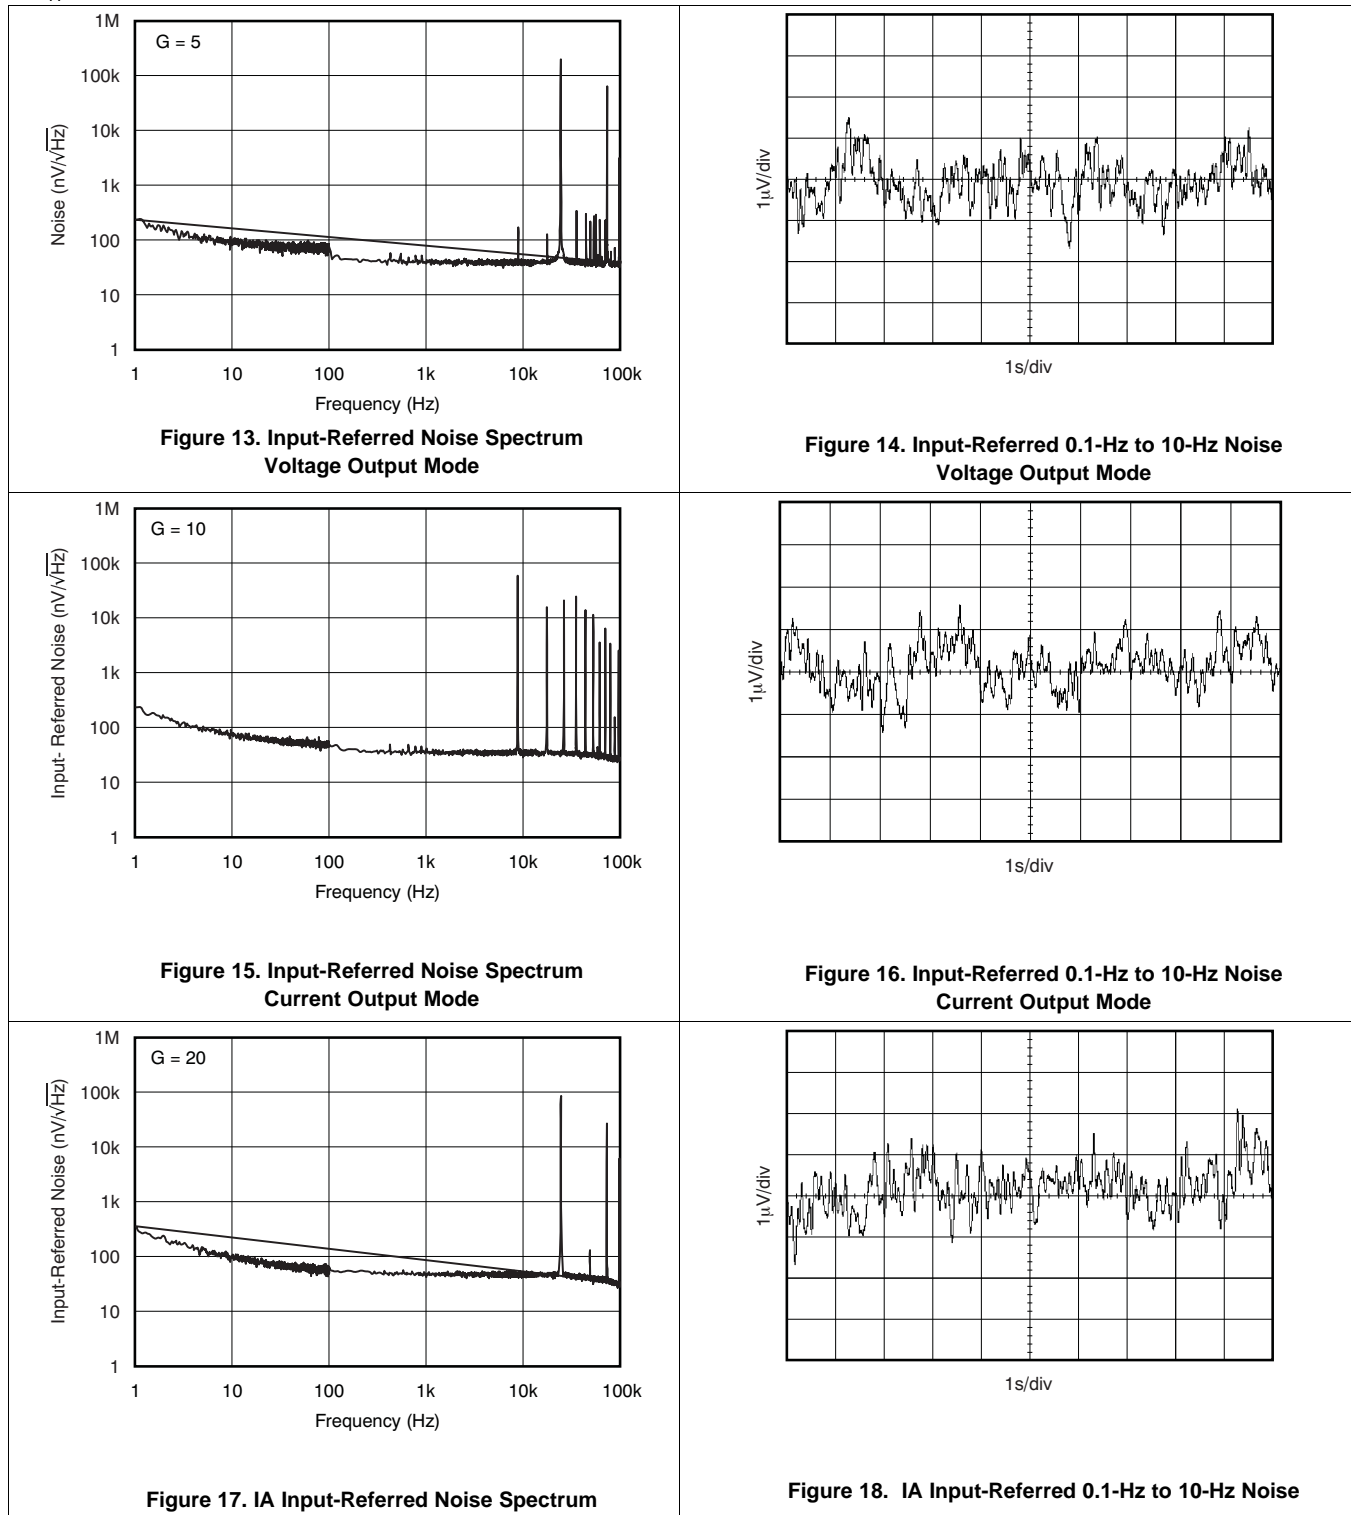 1M
G = 5
100k
10k
1k
100
10
1
Noise (nV/√Hz)
1 10 100 1k 10k 100k
Frequency (Hz)
Figure 13. Input-Referred Noise Spectrum
Voltage Output Mode
1µV/div
1s/div
Figure 14. Input-Referred 0.1-Hz to 10-Hz Noise
Voltage Output Mode
1M
G = 10
100k
10k
1k
100
10
1
Input- Referred Noise (nV/√Hz)
1 10 100 1k 10k 100k
Frequency (Hz)
Figure 15. Input-Referred Noise Spectrum
Current Output Mode
1µV/div
1s/div
Figure 16. Input-Referred 0.1-Hz to 10-Hz Noise
Current Output Mode
1M
G = 20
100k
10k
1k
100
10
1
Input-Referred Noise (nV/√Hz)
1 10 100 1k 10k 100k
Frequency (Hz)
Figure 17. IA Input-Referred Noise Spectrum
1µV/div
1s/div
Figure 18. IA Input-Referred 0.1-Hz to 10-Hz Noise